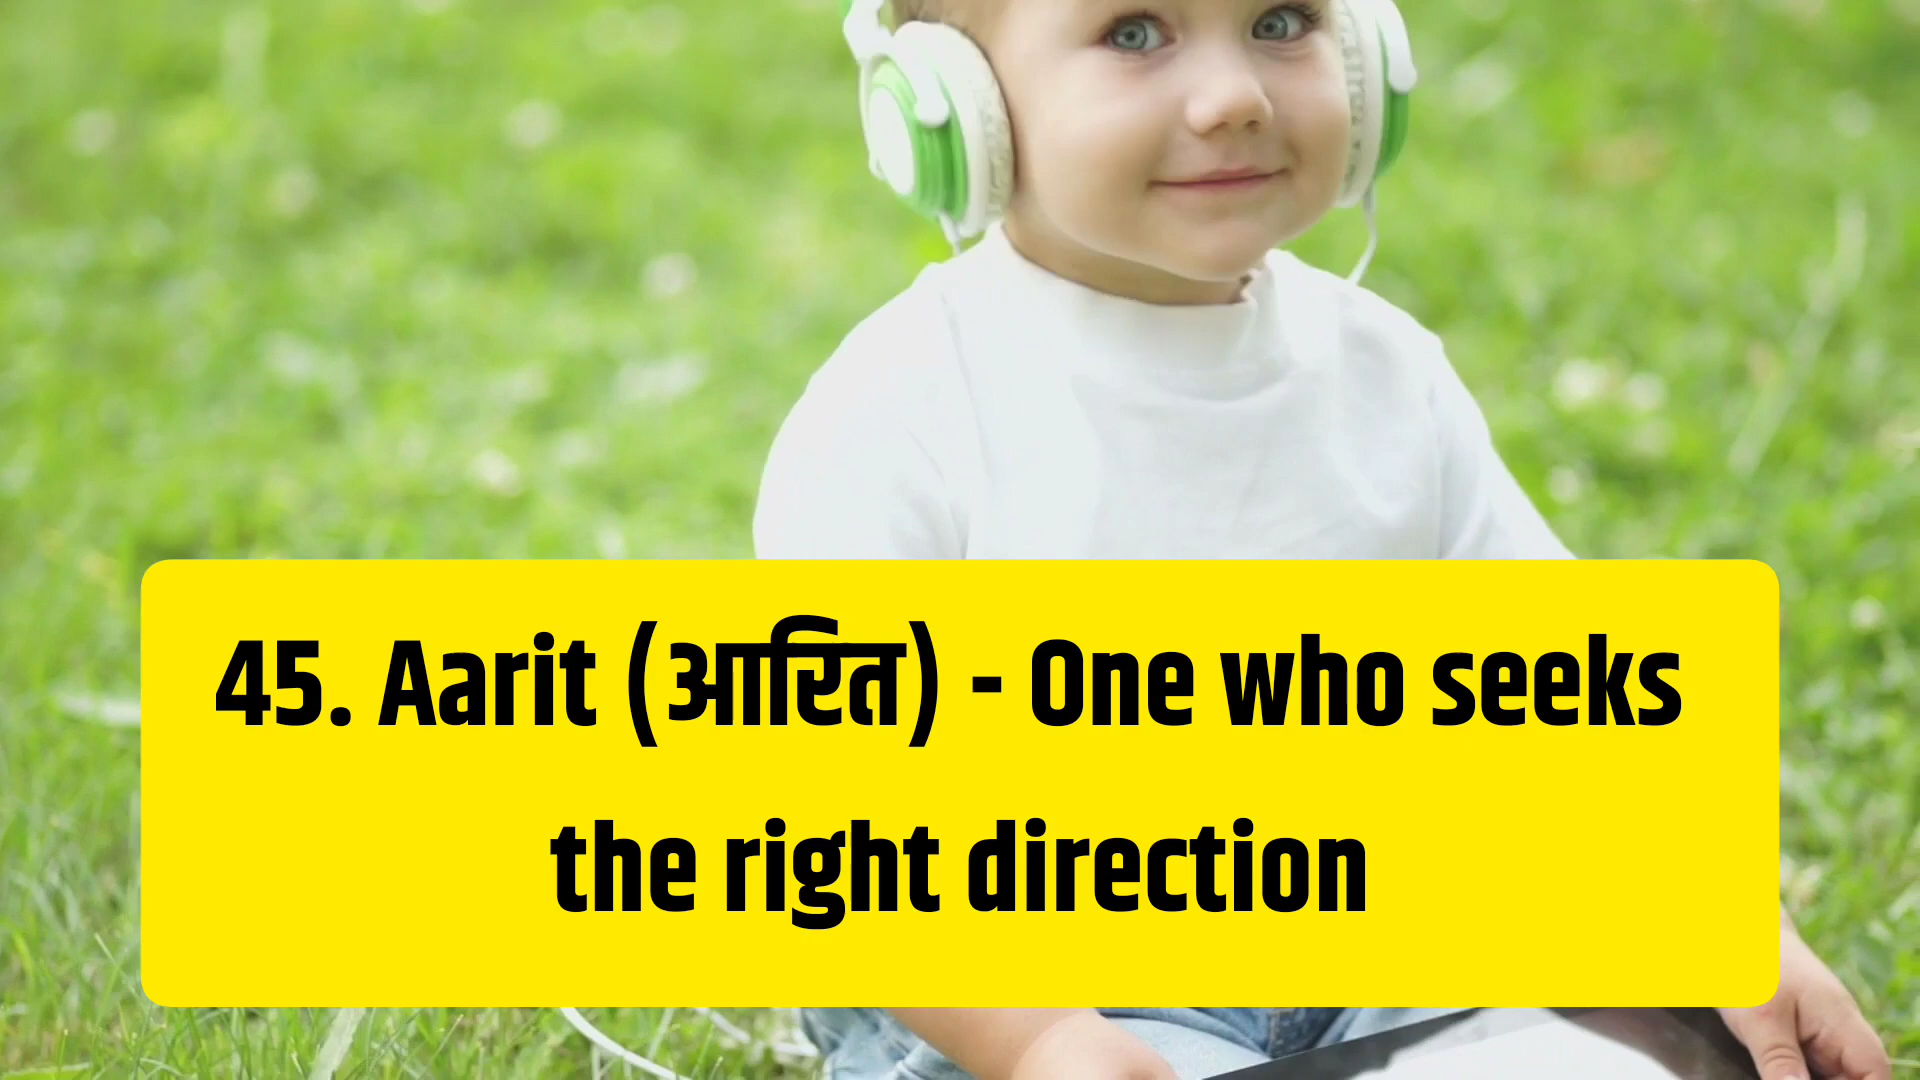 45. Aarit (आरित) - One who seeks
the right direction